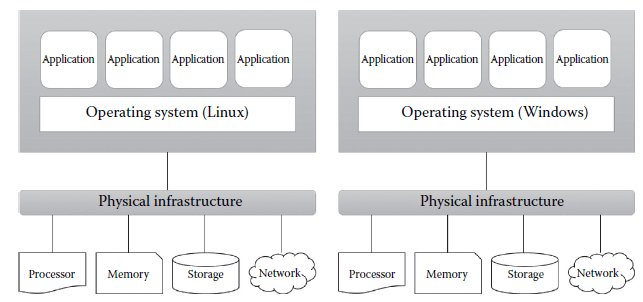 Application Application Application Application
Operating system (Linux)
Physical infrastructure
Processor Memory Storage Network
Application Application Application Application
Operating system (Windows)
Physical infrastructure
Processor Memory Storage Network